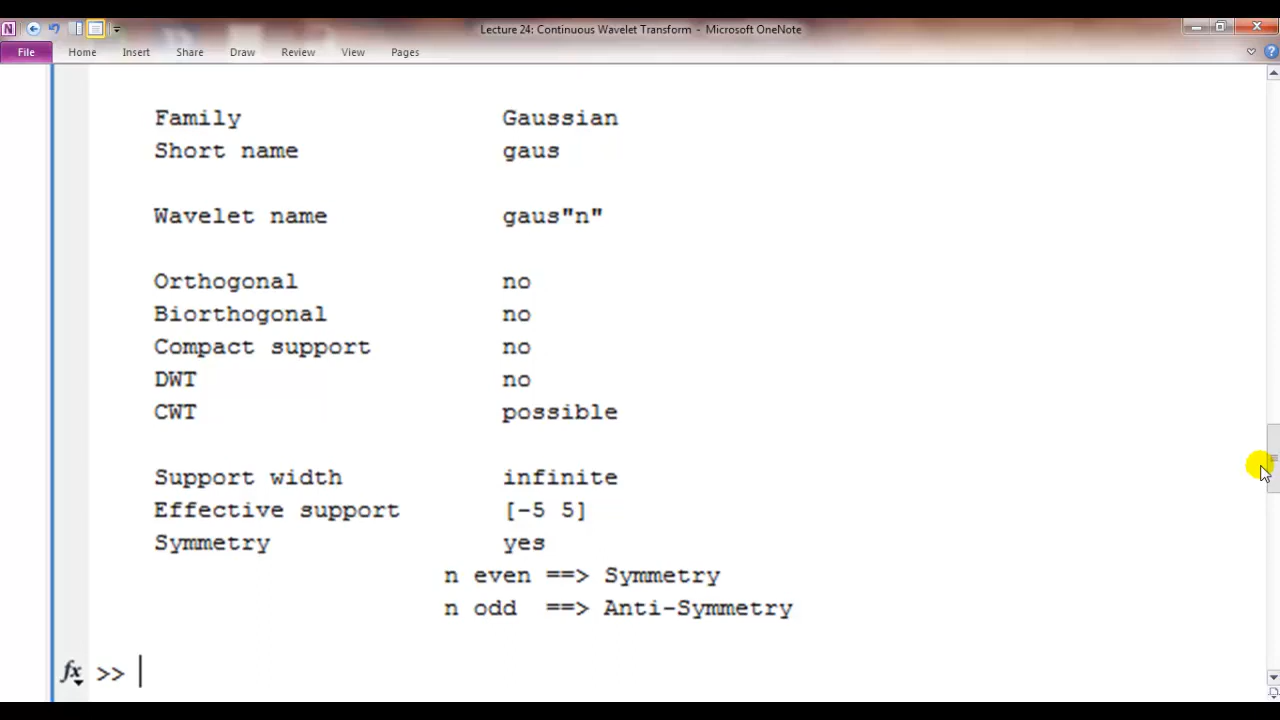 Lecture 24: Continuous Wavelet Transform - Microsoft OneNote
File Home Insert Share Draw Review View Pages
Family Gaussian
Short name gaus
Wavelet name gaus"n"
Orthogonal no
Biorthogonal no
Compact support no
DWT no
CWT possible
Support width infinite
Effective support [-5 5]
Symmetry yes
n even ==> Symmetry
n odd ==> Anti-Symmetry
fx >>